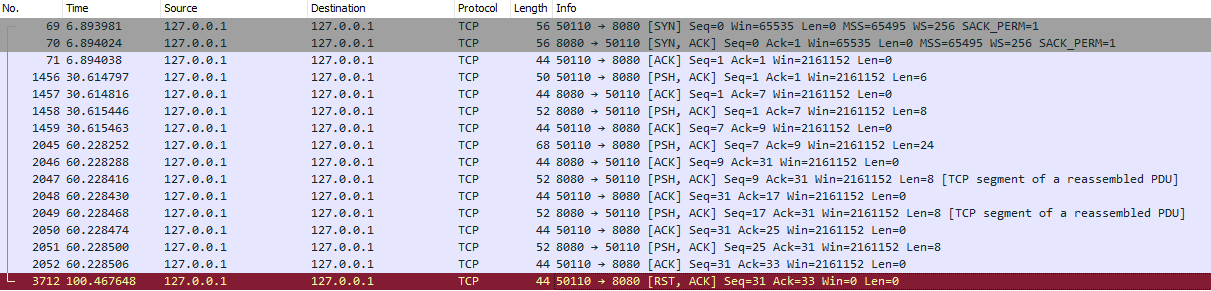 No. Time Source Destination Protocol Length Info
69 6.893981 127.0.0.1 127.0.0.1 TCP 56 50110 → 8080 [SYN] Seq=0 Win=65535 Len=0 MSS=65495 WS=256 SACK_PERM=1
70 6.894024 127.0.0.1 127.0.0.1 TCP 56 8080 → 50110 [SYN, ACK] Seq=0 Ack=1 Win=65535 Len=0 MSS=65495 WS=256 SACK_PERM=1
71 6.894038 127.0.0.1 127.0.0.1 TCP 44 50110 → 8080 [ACK] Seq=1 Ack=1 Win=2161152 Len=0
1456 30.614797 127.0.0.1 127.0.0.1 TCP 50 50110 → 8080 [PSH, ACK] Seq=1 Ack=1 Win=2161152 Len=6
1457 30.614816 127.0.0.1 127.0.0.1 TCP 44 8080 → 50110 [ACK] Seq=1 Ack=7 Win=2161152 Len=0
1458 30.615446 127.0.0.1 127.0.0.1 TCP 52 8080 → 50110 [PSH, ACK] Seq=1 Ack=7 Win=2161152 Len=8
1459 30.615463 127.0.0.1 127.0.0.1 TCP 44 50110 → 8080 [ACK] Seq=7 Ack=9 Win=2161152 Len=0
2045 60.228252 127.0.0.1 127.0.0.1 TCP 68 50110 → 8080 [PSH, ACK] Seq=7 Ack=9 Win=2161152 Len=24
2046 60.228288 127.0.0.1 127.0.0.1 TCP 44 8080 → 50110 [ACK] Seq=9 Ack=31 Win=2161152 Len=0
2047 60.228416 127.0.0.1 127.0.0.1 TCP 52 8080 → 50110 [PSH, ACK] Seq=9 Ack=31 Win=2161152 Len=8 [TCP segment of a reassembled PDU]
2048 60.228430 127.0.0.1 127.0.0.1 TCP 44 50110 → 8080 [ACK] Seq=31 Ack=17 Win=2161152 Len=0
2049 60.228468 127.0.0.1 127.0.0.1 TCP 52 8080 → 50110 [PSH, ACK] Seq=17 Ack=31 Win=2161152 Len=8 [TCP segment of a reassembled PDU]
2050 60.228474 127.0.0.1 127.0.0.1 TCP 44 50110 → 8080 [ACK] Seq=31 Ack=25 Win=2161152 Len=0
2051 60.228500 127.0.0.1 127.0.0.1 TCP 52 8080 → 50110 [PSH, ACK] Seq=25 Ack=31 Win=2161152 Len=8
2052 60.228506 127.0.0.1 127.0.0.1 TCP 44 50110 → 8080 [ACK] Seq=31 Ack=33 Win=2161152 Len=0
3712 100.467648 127.0.0.1 127.0.0.1 TCP 44 50110 → 8080 [RST, ACK] Seq=31 Ack=33 Win=0 Len=0